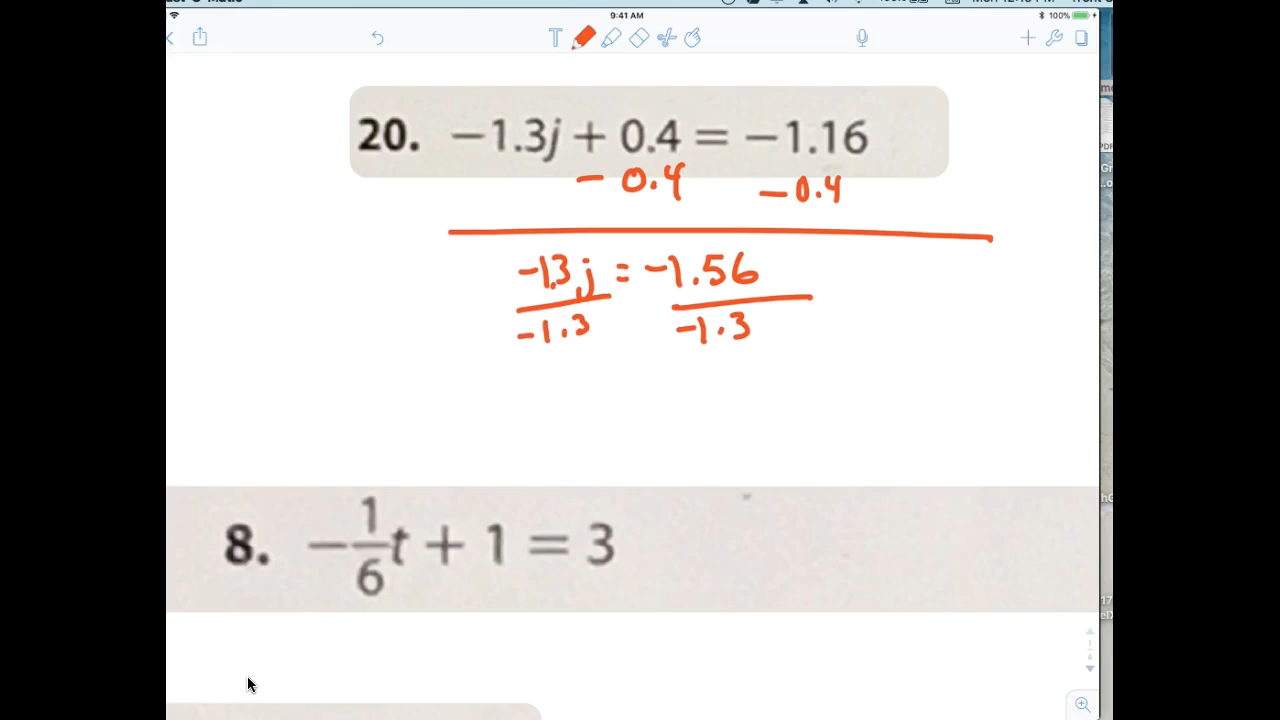 9:41 AM
100%
T
20. −1.3j + 0.4 = −1.16
− 0.4 −0.4
−1.3j = −1.56
−1.3 −1.3
8. −1/6t + 1 = 3